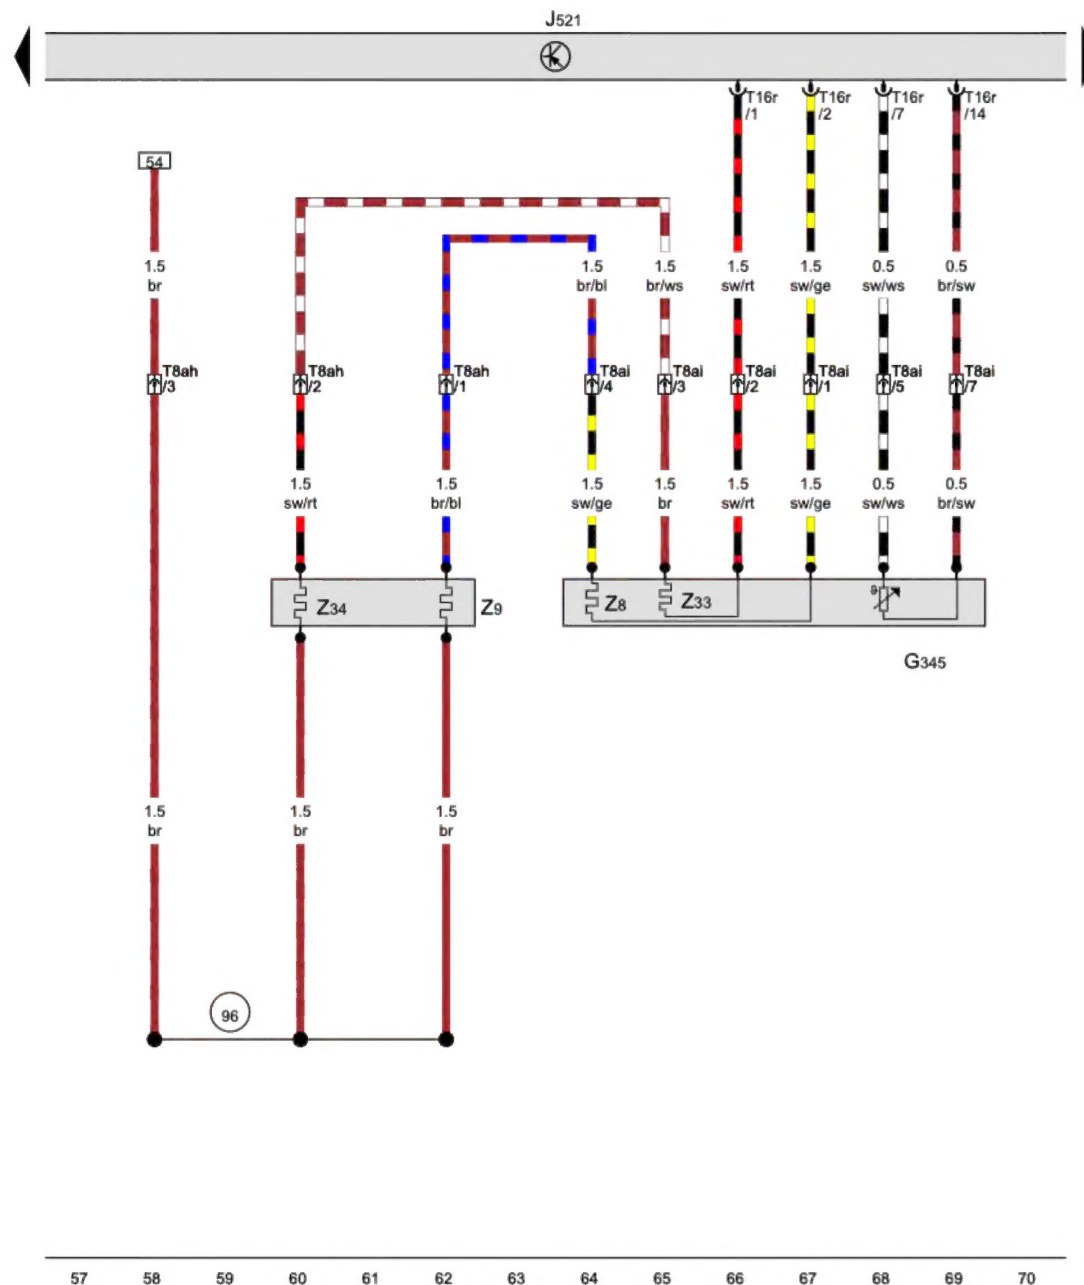 J521
T16r T16r T16r T16r
/1 /2 /7 /14
54
1.5 1.5 1.5 1.5 1.5 0.5 0.5
br br/bl br/ws sw/rt sw/ge sw/ws br/sw
T8ah T8ah T8ah T8ai T8ai T8ai T8ai T8ai T8ai
/3 /2 /1 /4 /3 /2 /1 /5 /7
1.5 1.5 1.5 1.5 1.5 1.5 0.5 0.5
sw/rt br/bl sw/ge br sw/rt sw/ge sw/ws br/sw
Z34 Z9 Z8 Z33 ϑ
G345
1.5 1.5 1.5
br br br
96
57 58 59 60 61 62 63 64 65 66 67 68 69 70